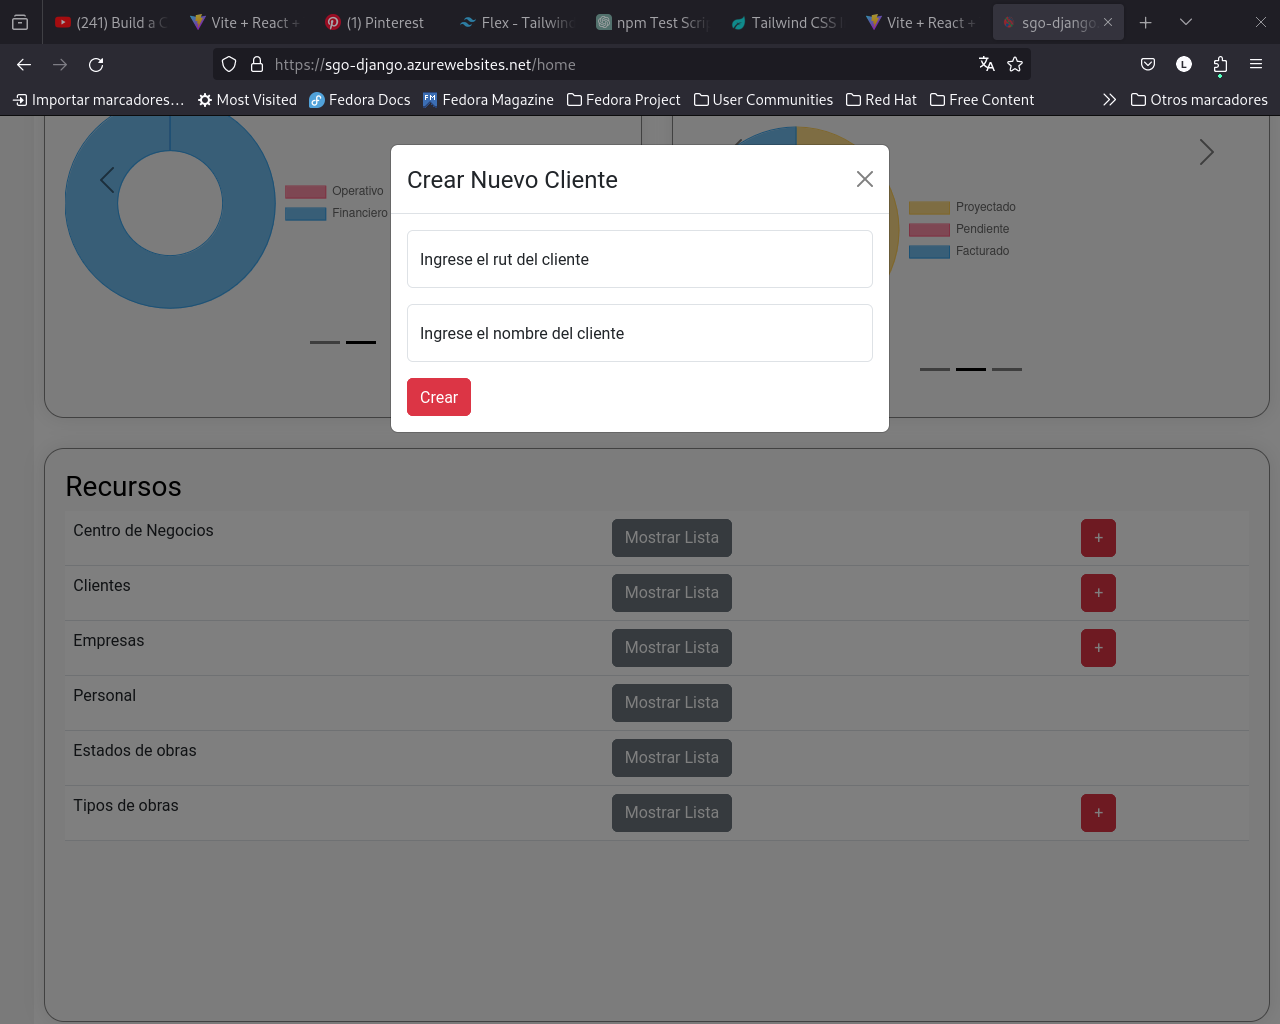 (241) Build a C
Vite + React +
(1) Pinterest
Flex - Tailwind
npm Test Scrip
Tailwind CSS
Vite + React +
sgo-django
https://sgo-django.azurewebsites.net/home
L
Importar marcadores…
Most Visited
Fedora Docs
FM
Fedora Magazine
Fedora Project
User Communities
Red Hat
Free Content
Otros marcadores
Operativo
Financiero
Proyectado
Pendiente
Facturado
Crear Nuevo Cliente
Ingrese el rut del cliente
Ingrese el nombre del cliente
Crear
Recursos
Centro de Negocios Mostrar Lista +
Clientes Mostrar Lista +
Empresas Mostrar Lista +
Personal Mostrar Lista
Estados de obras Mostrar Lista
Tipos de obras Mostrar Lista +